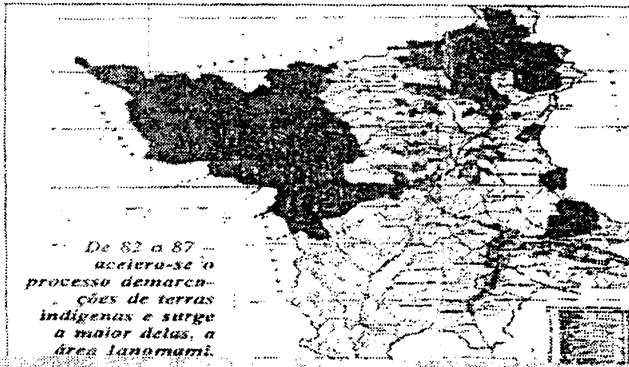 De 82 a 87 –
acelera-se o
processo demarca-
ções de terras
indígenas e surge
a maior delas, a
área Ianomami.